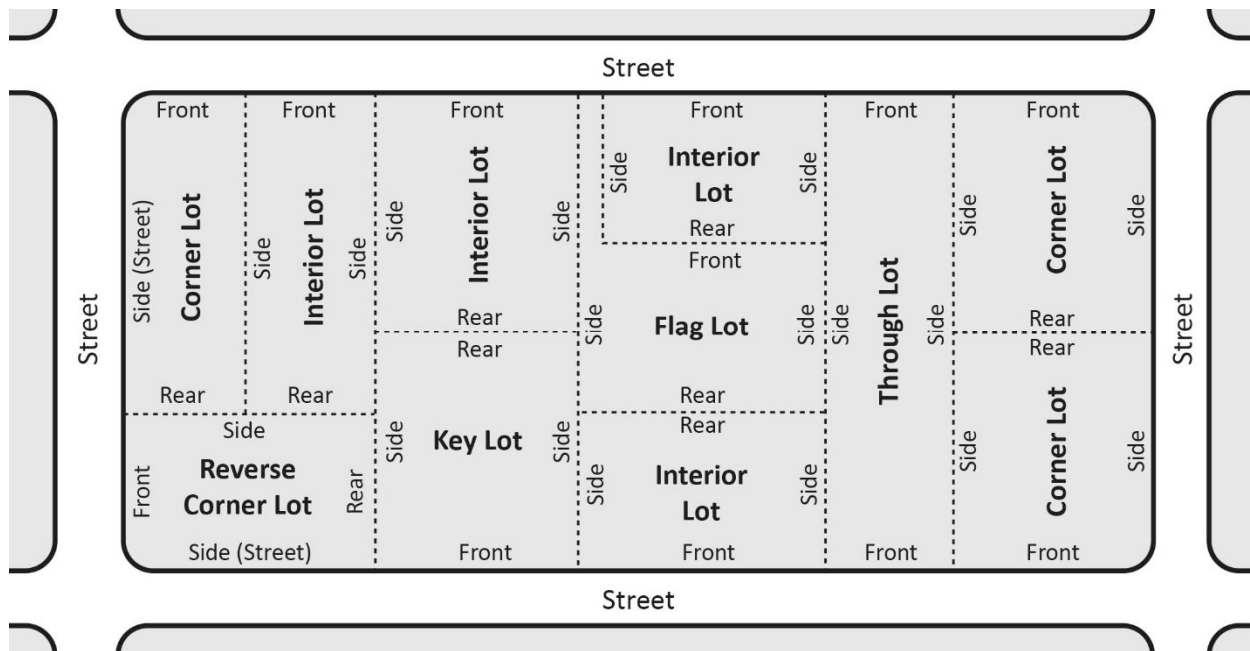 Street
Front
Front
Front
Front
Front
Front
Side (Street)
Corner Lot
Side
Interior Lot
Side
Side
Interior Lot
Side
Side
Interior
Lot
Side
Rear
Front
Side
Flag Lot
Side
Rear
Side
Through Lot
Side
Side
Corner Lot
Side
Rear
Rear
Rear
Rear
Rear
Rear
Street
Street
Side
Front
Reverse
Corner Lot
Rear
Side (Street)
Side
Key Lot
Side
Front
Rear
Side
Interior
Lot
Side
Front
Front
Side
Corner Lot
Side
Front
Street